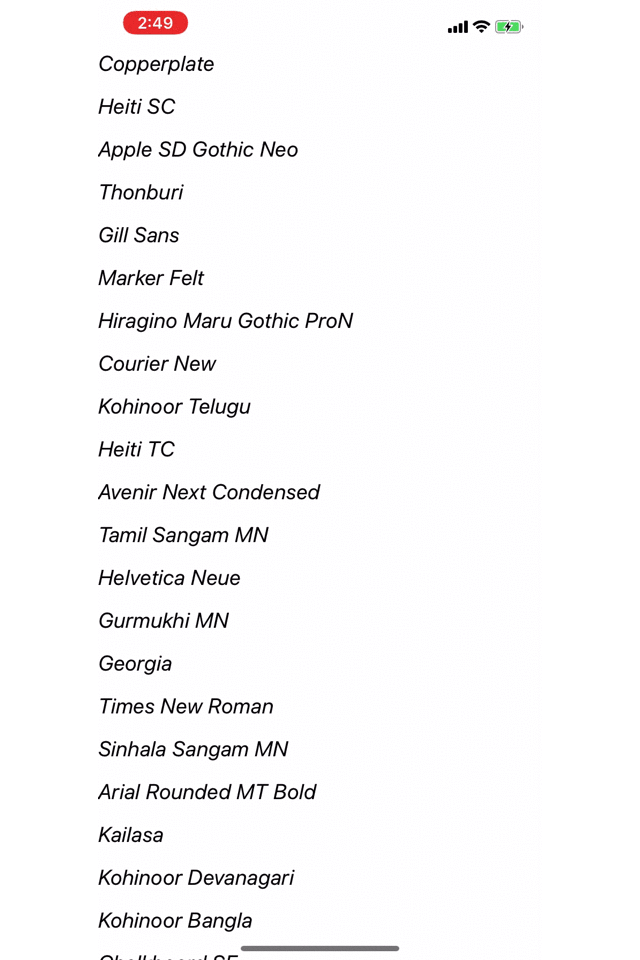 2:49
Copperplate
Heiti SC
Apple SD Gothic Neo
Thonburi
Gill Sans
Marker Felt
Hiragino Maru Gothic ProN
Courier New
Kohinoor Telugu
Heiti TC
Avenir Next Condensed
Tamil Sangam MN
Helvetica Neue
Gurmukhi MN
Georgia
Times New Roman
Sinhala Sangam MN
Arial Rounded MT Bold
Kailasa
Kohinoor Devanagari
Kohinoor Bangla